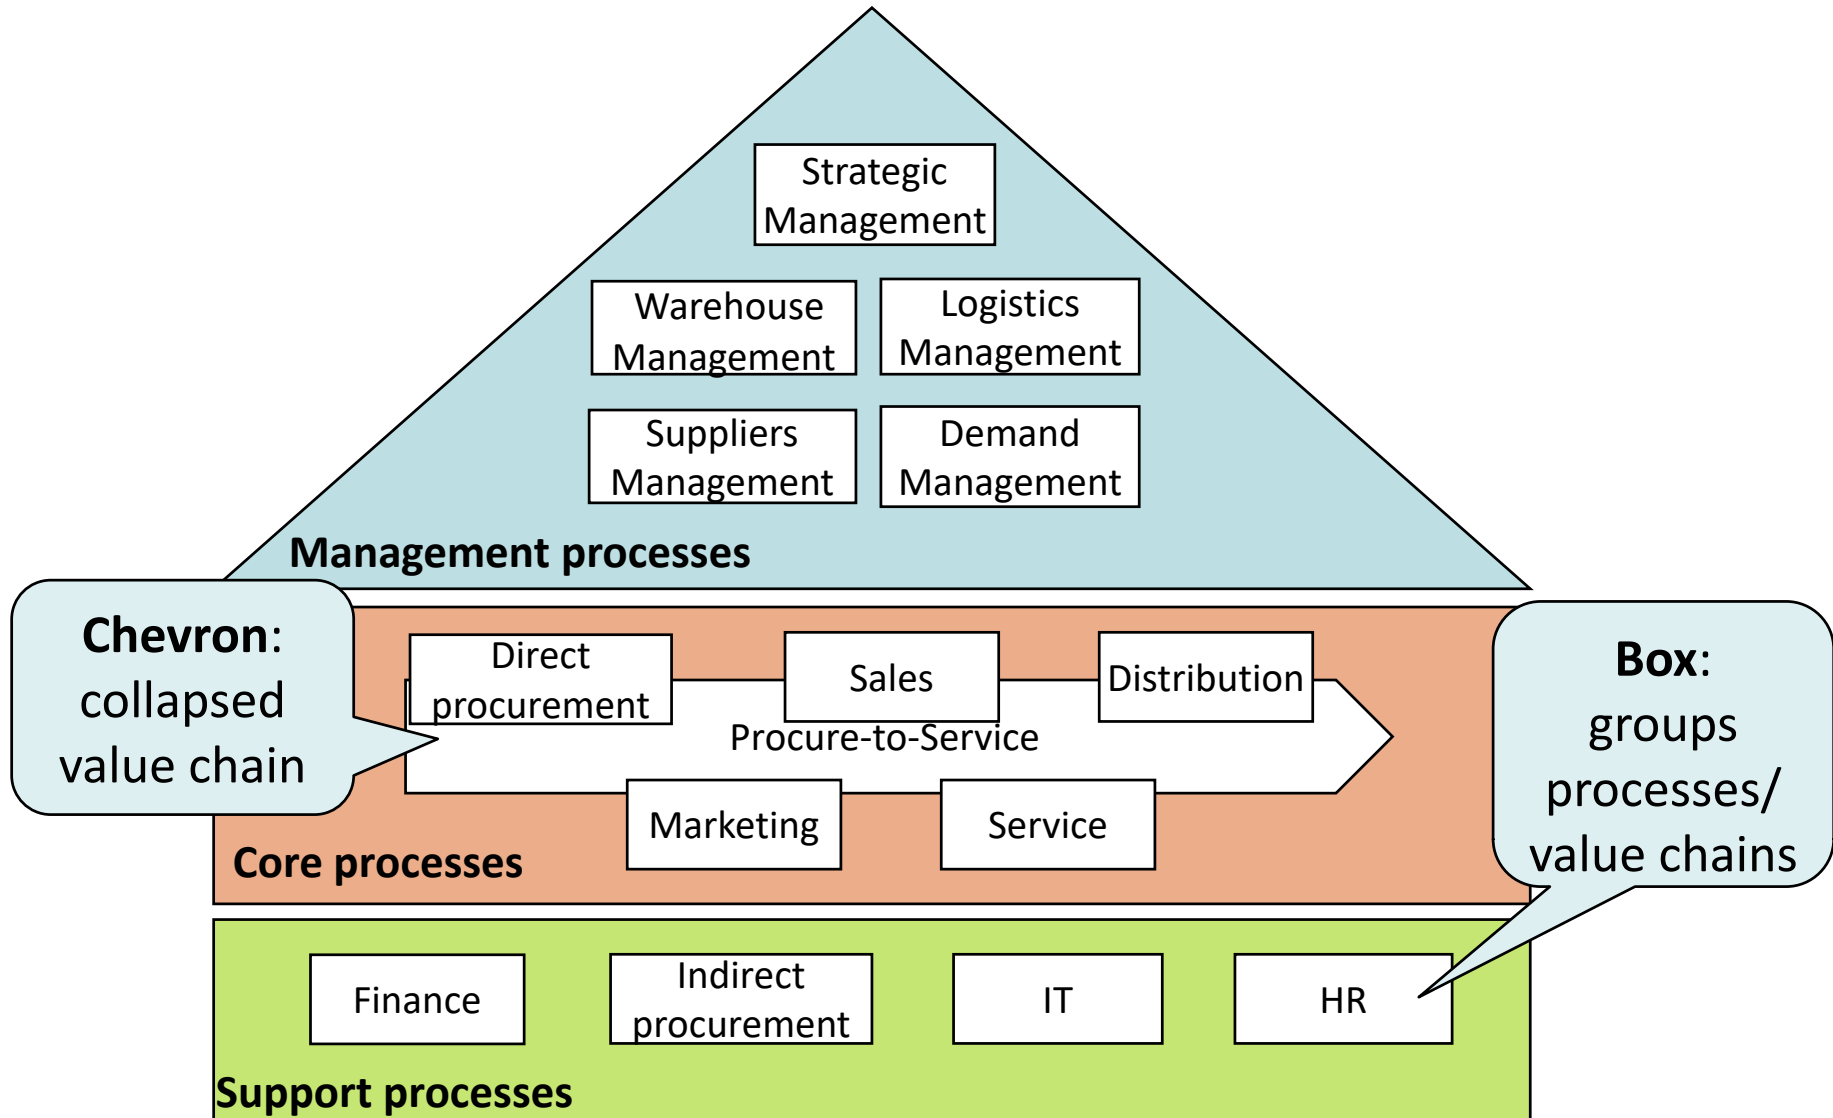 Strategic
Management
Warehouse
Management
Logistics
Management
Suppliers
Management
Demand
Management
Management processes
Chevron:
collapsed
value chain
Direct
procurement
Sales
Distribution
Procure-to-Service
Marketing
Service
Core processes
Box:
groups
processes/
value chains
Finance
Indirect
procurement
IT
HR
Support processes